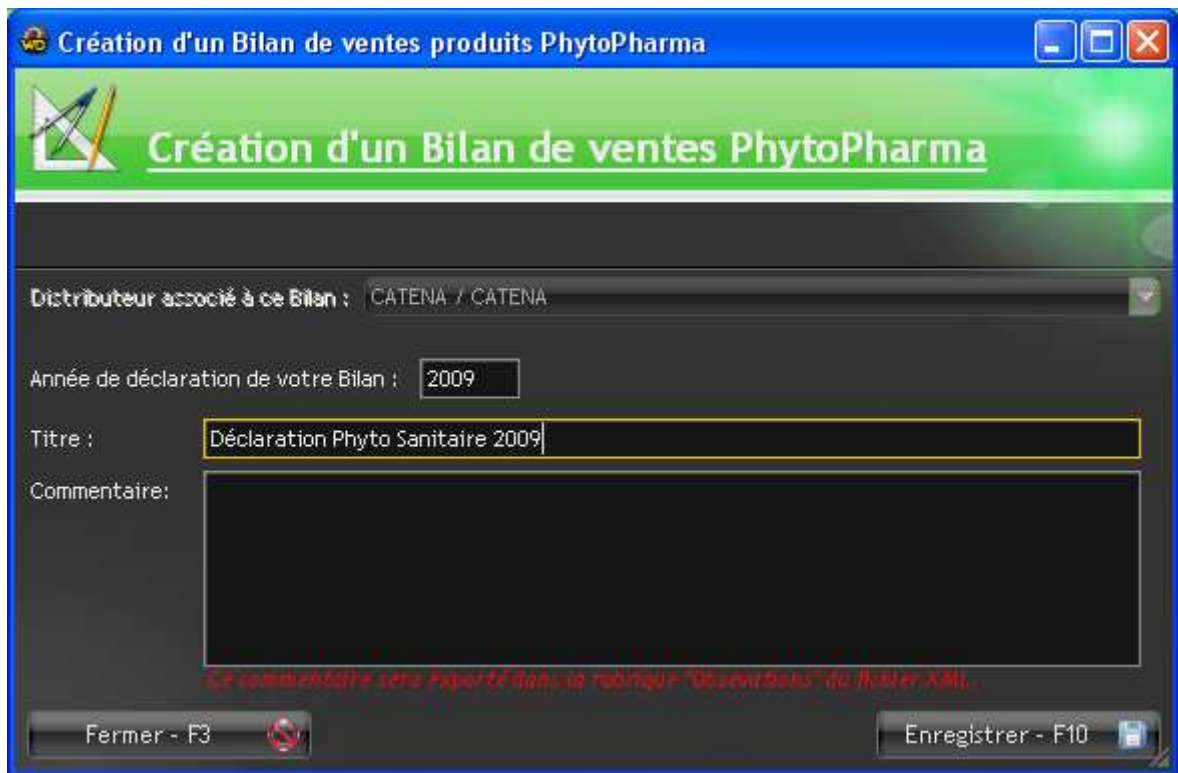 Création d'un Bilan de ventes produits PhytoPharma
Création d'un Bilan de ventes PhytoPharma
Distributeur associé à ce Bilan : CATENA / CATENA
Année de déclaration de votre Bilan : 2009
Titre : Déclaration Phyto Sanitaire 2009
Commentaire:
Ce commentaire sera exporté dans la rubrique "Obsevations" du fichier XML.
Fermer - F3 Enregistrer - F10